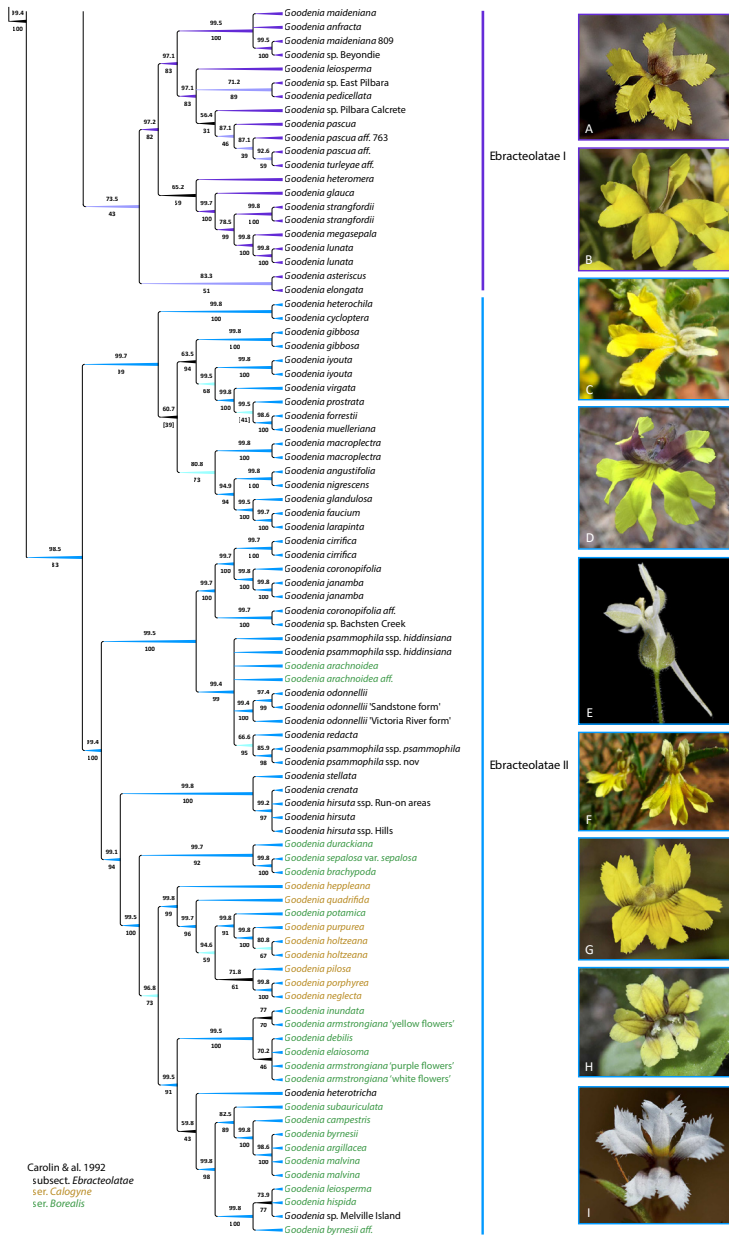 39.4
100
Goodenia maideniana
99.5
100
Goodenia anfracta
Goodenia maideniana 809
99.5
100
Goodenia sp. Beyondie
97.1
83
Goodenia leiosperma
97.1
83
Goodenia sp. East Pilbara
71.2
89
Goodenia pedicellata
Goodenia sp. Pilbara Calcrete
56.4
51
Goodenia pascua
87.1
46
Goodenia pascua aff. 763
87.1
39
Goodenia pascua aff.
92.6
59
Goodenia turleyae aff.
97.2
82
Goodenia heteromera
65.2
59
Goodenia glauca
99.7
100
Goodenia strangfordii
99.8
100
Goodenia strangfordii
78.5
99
Goodenia megasepala
99.8
100
Goodenia lunata
99.8
100
Goodenia lunata
73.5
43
Goodenia asteriscus
83.3
51
Goodenia elongata
Ebracteolatae I
Goodenia heterochila
99.8
100
Goodenia cycloptera
99.7
99
Goodenia gibbosa
99.8
100
Goodenia gibbosa
63.5
94
Goodenia iyouta
99.8
100
Goodenia iyouta
99.5
68
Goodenia virgata
99.8
100
Goodenia prostrata
99.5
[41]
Goodenia forrestii
98.6
100
Goodenia muelleriana
60.7
[39]
Goodenia macroplectra
99.8
100
Goodenia macroplectra
80.8
73
Goodenia angustifolia
99.8
100
Goodenia nigrescens
94.9
94
Goodenia glandulosa
99.5
100
Goodenia faucium
99.7
100
Goodenia larapinta
98.5
33
Goodenia cirrifica
99.7
100
Goodenia cirrifica
99.7
100
Goodenia coronopifolia
99.8
100
Goodenia janamba
99.8
100
Goodenia janamba
99.7
100
Goodenia coronopifolia aff.
99.7
100
Goodenia sp. Bachsten Creek
99.5
100
Goodenia psammophila ssp. hiddinsiana
Goodenia psammophila ssp. hiddinsiana
Goodenia arachnoidea
Goodenia arachnoidea aff.
99.4
99
Goodenia odonnellii
97.4
99
Goodenia odonnellii 'Sandstone form'
99.4
100
Goodenia odonnellii 'Victoria River form'
Goodenia redacta
66.6
95
Goodenia psammophila ssp. psammophila
85.9
98
Goodenia psammophila ssp. nov
39.4
100
Ebracteolatae II
Goodenia stellata
99.8
100
Goodenia crenata
99.2
97
Goodenia hirsuta ssp. Run-on areas
Goodenia hirsuta
Goodenia hirsuta ssp. Hills
99.1
94
Goodenia durackiana
99.7
92
Goodenia sepalosa var. sepalosa
99.8
100
Goodenia brachypoda
99.5
100
Goodenia heppleana
99.8
99
Goodenia quadrifida
99.7
96
Goodenia potamica
99.8
91
Goodenia purpurea
99.8
100
Goodenia holtzeana
80.8
67
Goodenia holtzeana
94.6
59
Goodenia pilosa
71.8
61
Goodenia porphyrea
99.8
100
Goodenia neglecta
96.8
73
Goodenia inundata
77
70
Goodenia armstrongiana 'yellow flowers'
99.5
100
Goodenia debilis
Goodenia elaiosoma
70.2
46
Goodenia armstrongiana 'purple flowers'
Goodenia armstrongiana 'white flowers'
99.5
91
Goodenia heterotricha
59.8
43
Goodenia subauriculata
82.5
89
Goodenia campestris
99.8
100
Goodenia byrnesii
Goodenia argillacea
98.6
100
Goodenia malvina
Goodenia malvina
99.8
98
Goodenia leiosperma
73.9
77
Goodenia hispida
Goodenia sp. Melville Island
99.8
100
Goodenia byrnesii aff.
Carolin & al. 1992
subsect. Ebracteolatae
ser. Calogyne
ser. Borealis
A
B
C
D
E
F
G
H
I